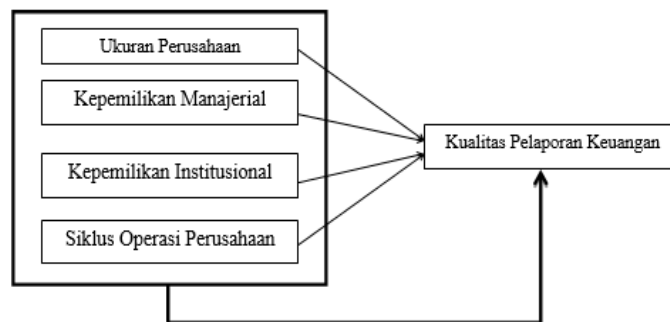 Ukuran Perusahaan
Kepemilikan Manajerial
Kualitas Pelaporan Keuangan
Kepemilikan Institusional
Siklus Operasi Perusahaan